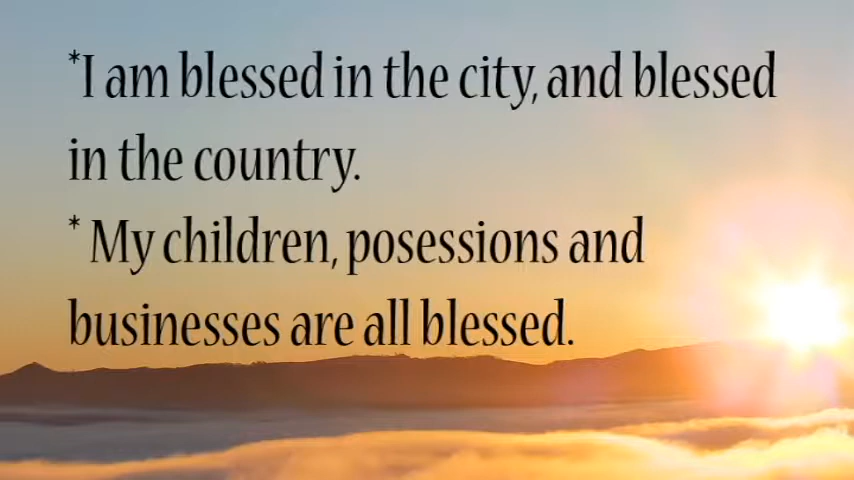 *I am blessed in the city, and blessed
in the country.
* My children, posessions and
businesses are all blessed.